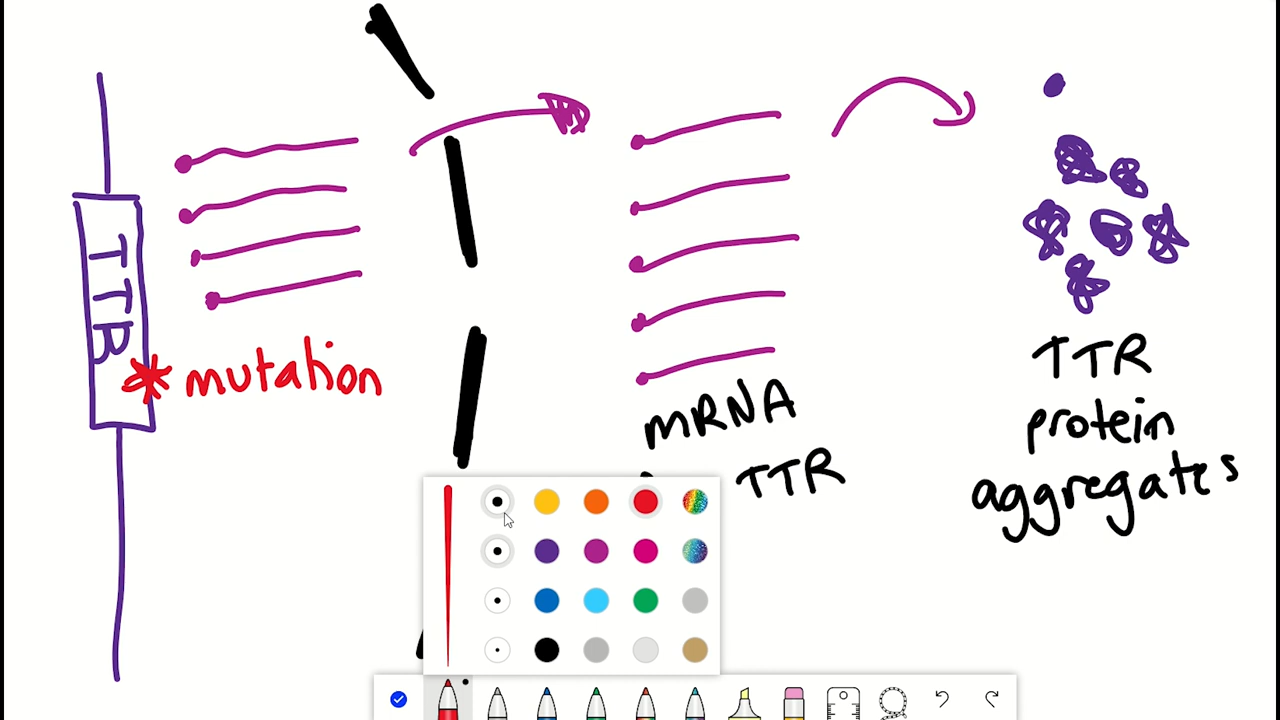 TTR
mutation
mRNA
TTR
TTR
protein
aggregates